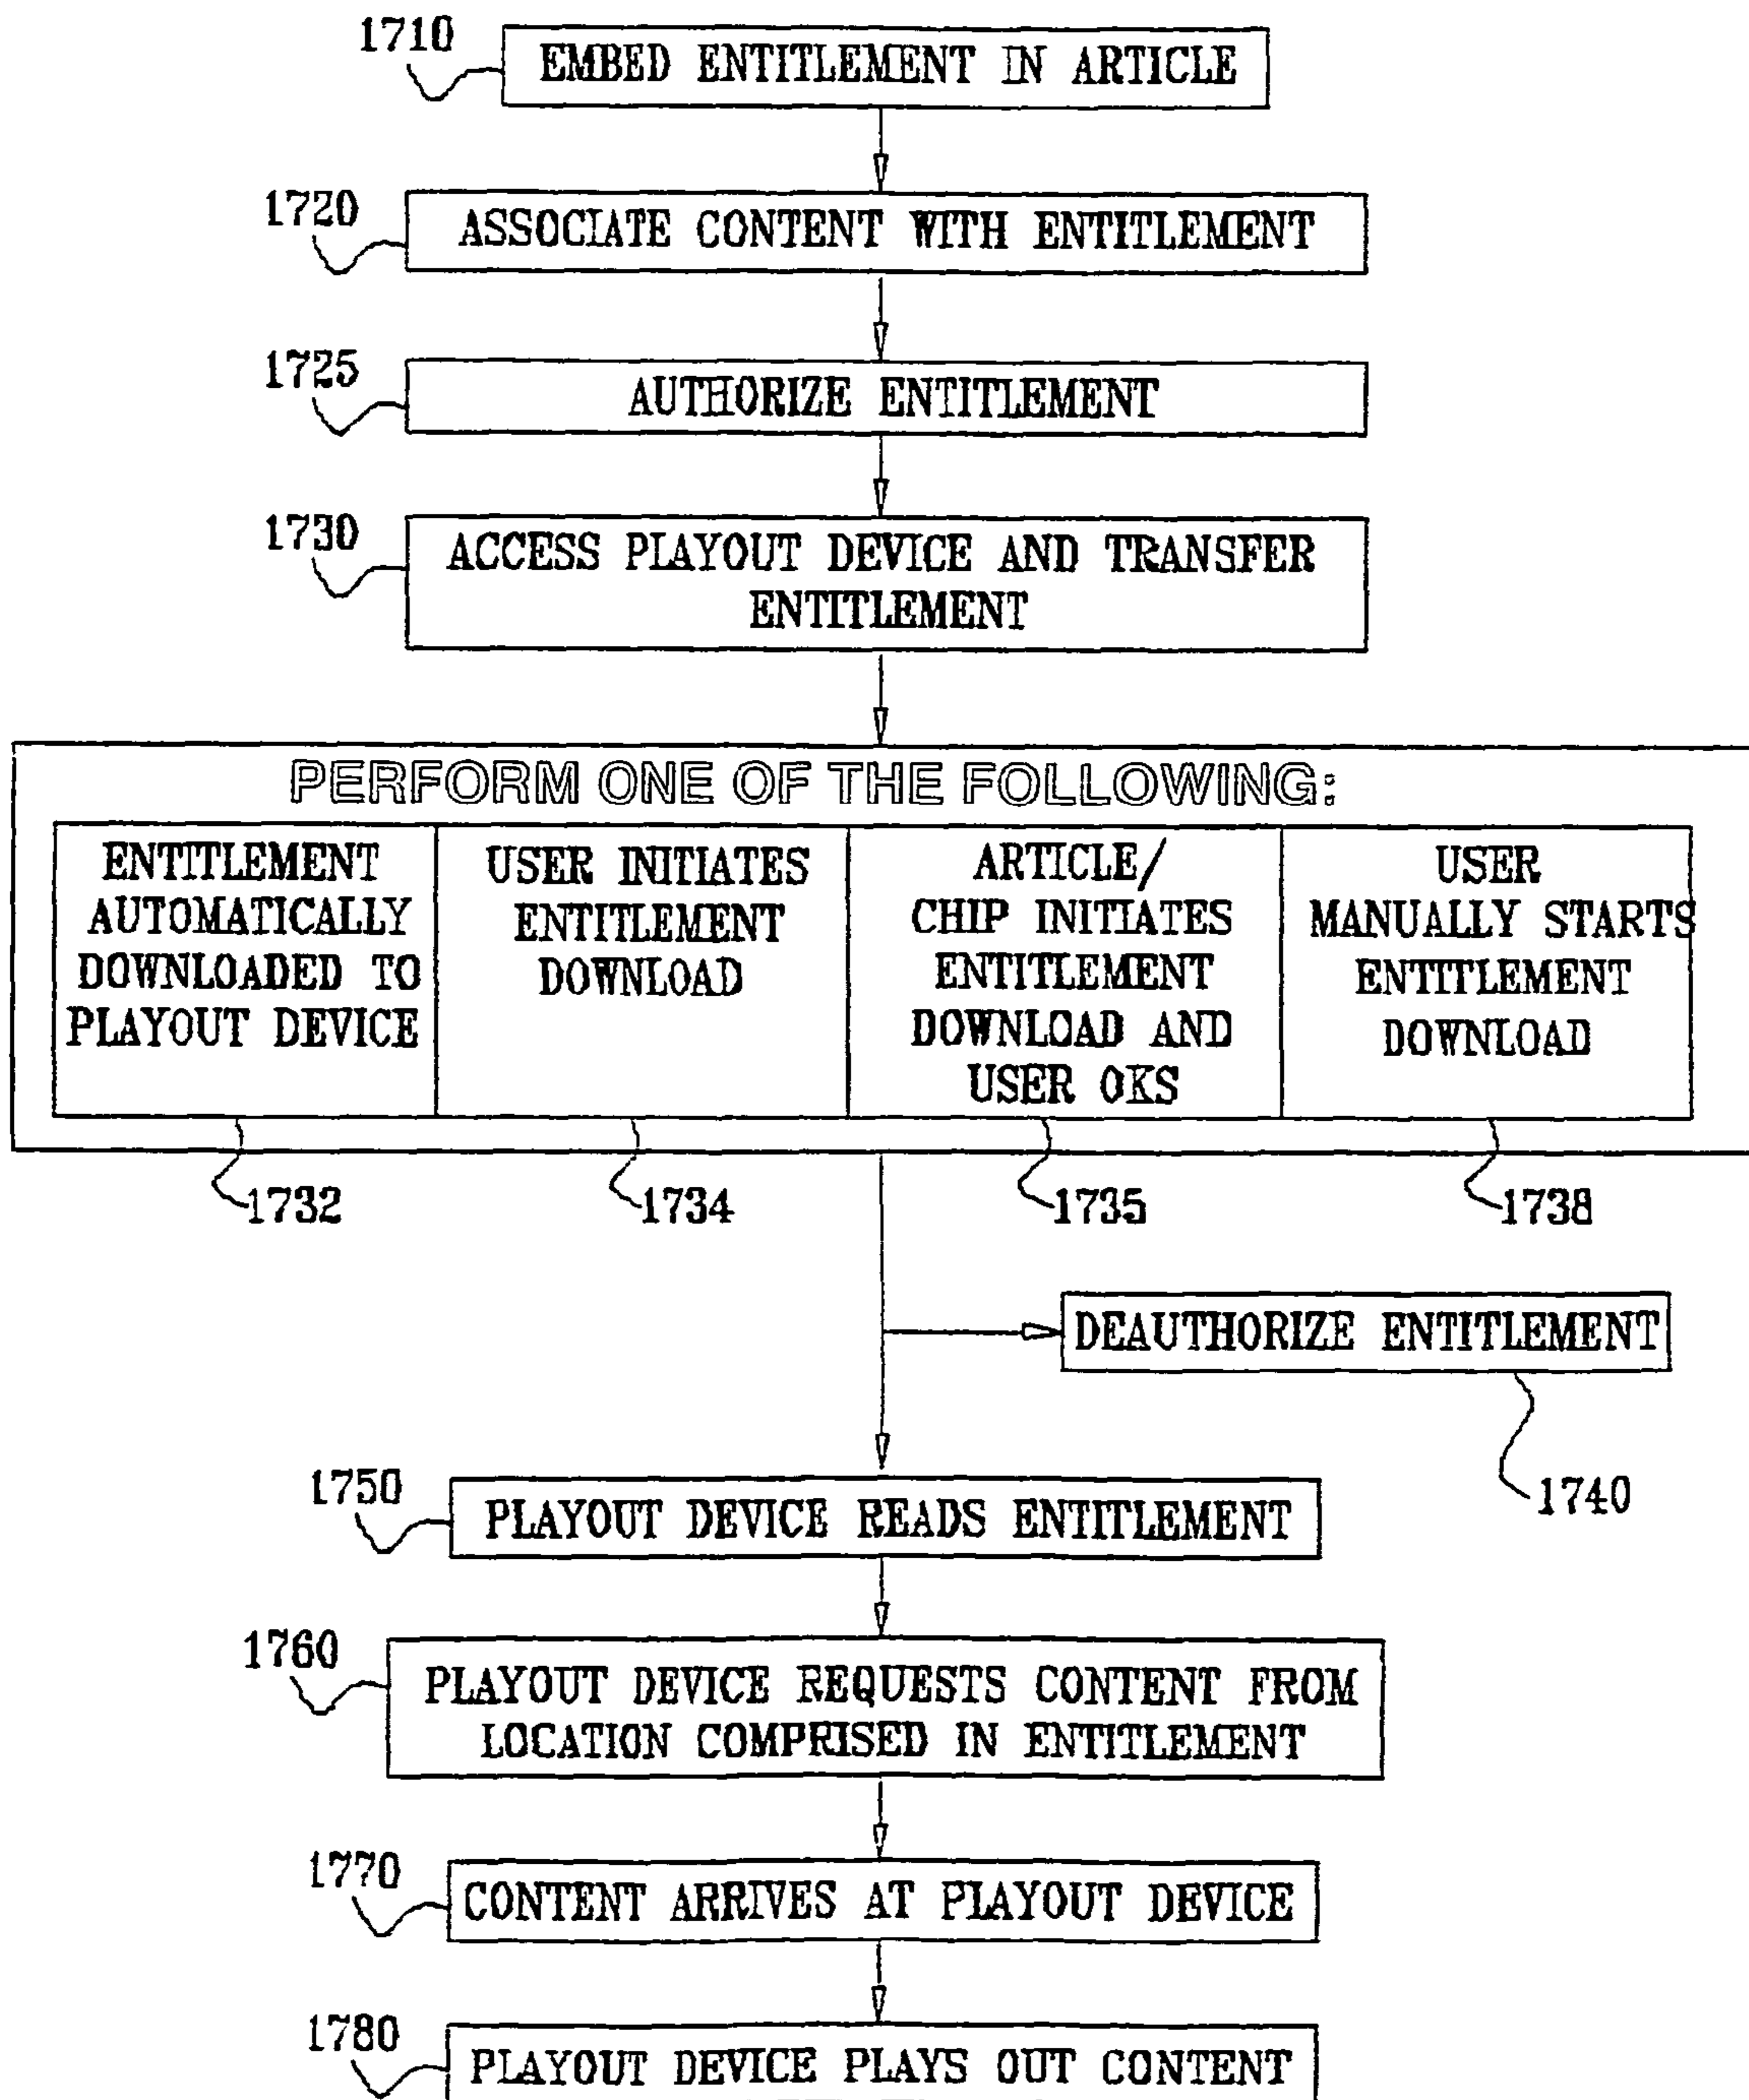 1710
EMBED ENTITLEMENT IN ARTICLE
1720
ASSOCIATE CONTENT WITH ENTITLEMENT
1725
AUTHORIZE ENTITLEMENT
1730
ACCESS PLAYOUT DEVICE AND TRANSFER
ENTITLEMENT
PERFORM ONE OF THE FOLLOWING:
ENTITLEMENT
AUTOMATICALLY
DOWNLOADED TO
PLAYOUT DEVICE
USER INITIATES
ENTITLEMENT
DOWNLOAD
ARTICLE/
CHIP INITIATES
ENTITLEMENT
DOWNLOAD AND
USER OKS
USER
MANUALLY STARTS
ENTITLEMENT
DOWNLOAD
1732
1734
1735
1738
DEAUTHORIZE ENTITLEMENT
1740
1750
PLAYOUT DEVICE READS ENTITLEMENT
1760
PLAYOUT DEVICE REQUESTS CONTENT FROM
LOCATION COMPRISED IN ENTITLEMENT
1770
CONTENT ARRIVES AT PLAYOUT DEVICE
1780
PLAYOUT DEVICE PLAYS OUT CONTENT